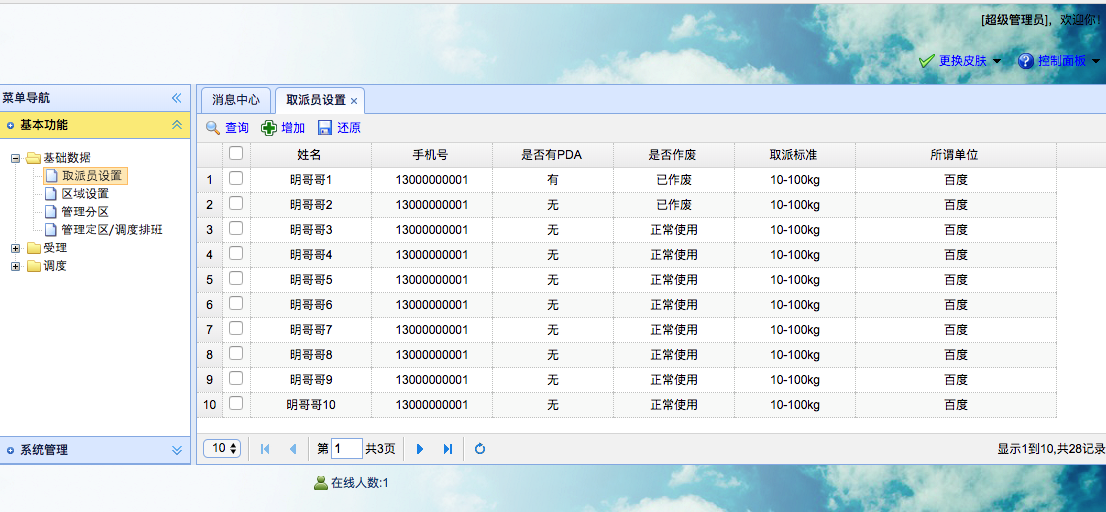 [超级管理员]，欢迎你！
更换皮肤 控制面板
菜单导航
基本功能
基础数据
取派员设置
区域设置
管理分区
管理定区/调度排班
受理
调度
系统管理
消息中心 取派员设置
查询 增加 还原
姓名 手机号 是否有PDA 是否作废 取派标准 所谓单位
1 明哥哥1 13000000001 有 已作废 10-100kg 百度
2 明哥哥2 13000000001 无 已作废 10-100kg 百度
3 明哥哥3 13000000001 无 正常使用 10-100kg 百度
4 明哥哥4 13000000001 无 正常使用 10-100kg 百度
5 明哥哥5 13000000001 无 正常使用 10-100kg 百度
6 明哥哥6 13000000001 无 正常使用 10-100kg 百度
7 明哥哥7 13000000001 无 正常使用 10-100kg 百度
8 明哥哥8 13000000001 无 正常使用 10-100kg 百度
9 明哥哥9 13000000001 无 正常使用 10-100kg 百度
10 明哥哥10 13000000001 无 正常使用 10-100kg 百度
10 第 1 共3页 显示1到10,共28记录
在线人数:1